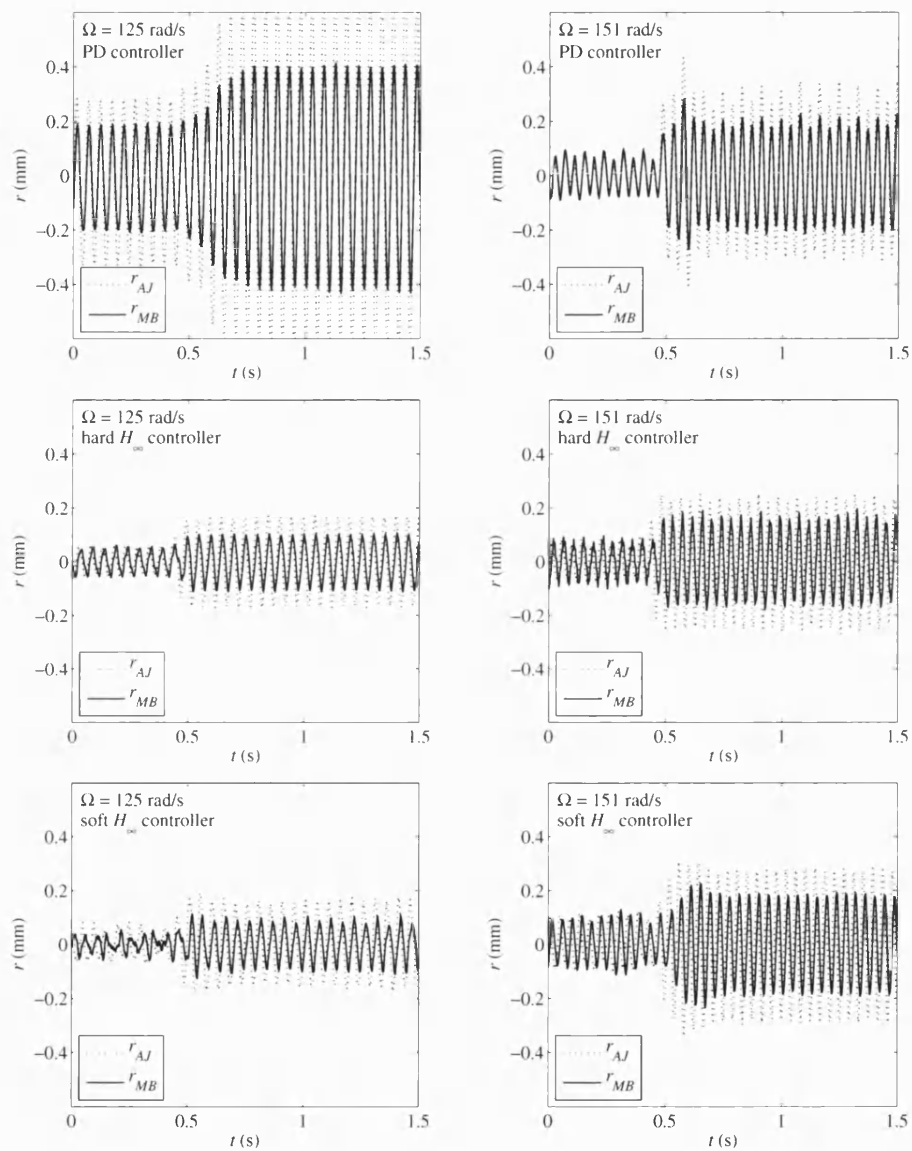 Ω = 125 rad/s
PD controller
0.4
0.2
0
−0.2
−0.4
r (mm)
r_AJ
r_MB
0
0.5
1
1.5
t (s)
Ω = 151 rad/s
PD controller
0.4
0.2
0
−0.2
−0.4
r (mm)
r_AJ
r_MB
0
0.5
1
1.5
t (s)
Ω = 125 rad/s
hard H_∞ controller
0.4
0.2
0
−0.2
−0.4
r (mm)
r_AJ
r_MB
0
0.5
1
1.5
t (s)
Ω = 151 rad/s
hard H_∞ controller
0.4
0.2
0
−0.2
−0.4
r (mm)
r_AJ
r_MB
0
0.5
1
1.5
t (s)
Ω = 125 rad/s
soft H_∞ controller
0.4
0.2
0
−0.2
−0.4
r (mm)
r_AJ
r_MB
0
0.5
1
1.5
t (s)
Ω = 151 rad/s
soft H_∞ controller
0.4
0.2
0
−0.2
−0.4
r (mm)
r_AJ
r_MB
0
0.5
1
1.5
t (s)